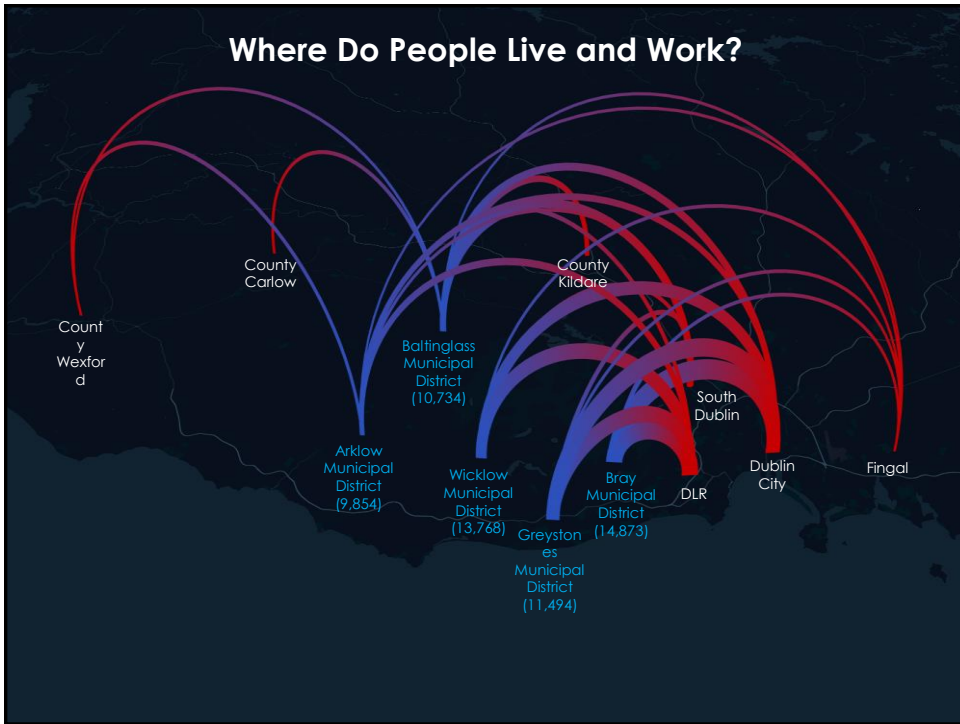 Where Do People Live and Work?
County
Carlow
County
Kildare
Count
y
Wexfor
d
Baltinglass
Municipal
District
(10,734)
South
Dublin
Arklow
Municipal
District
(9,854)
Wicklow
Municipal
District
(13,768)
Greyston
es
Municipal
District
(11,494)
Bray
Municipal
District
(14,873)
DLR
Dublin
City
Fingal